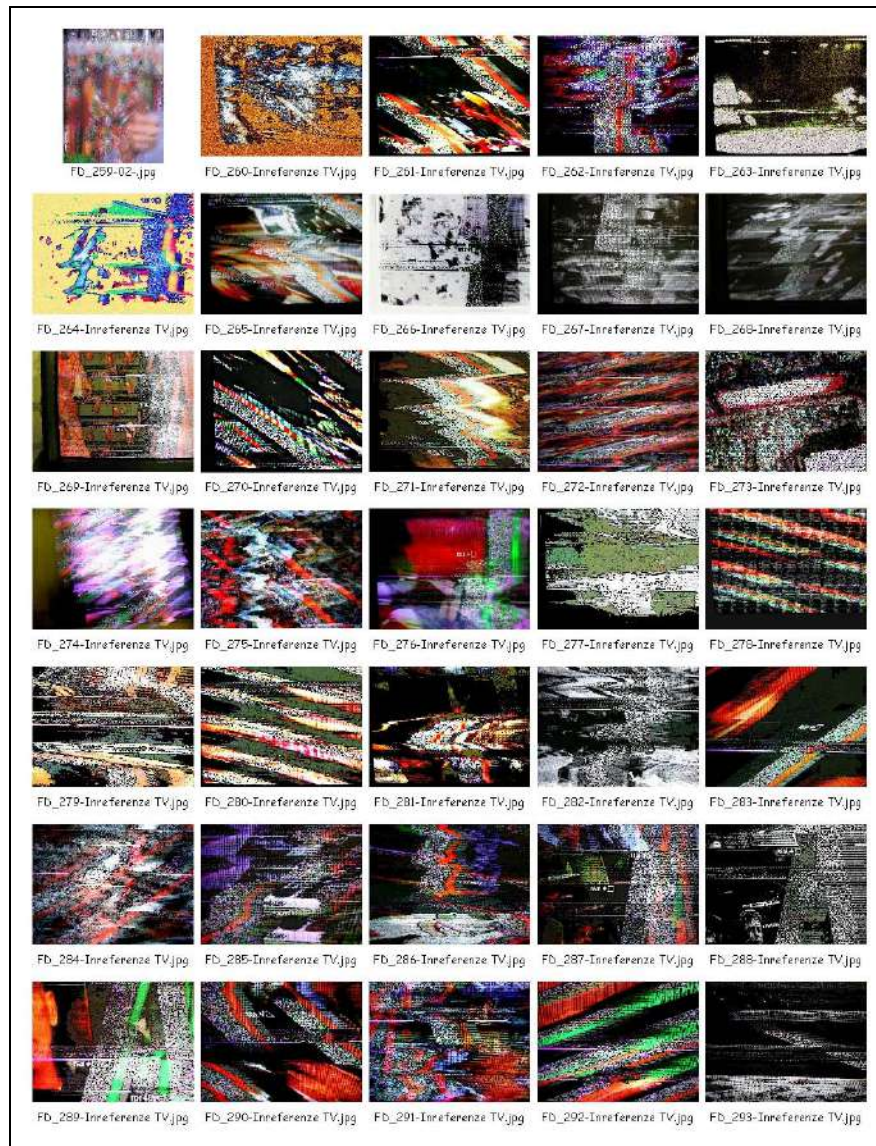 FD_259-02-.jpg FD_260-Inreferenze TV.jpg FD_261-Inreferenze TV.jpg FD_262-Inreferenze TV.jpg FD_263-Inreferenze TV.jpg
FD_264-Inreferenze TV.jpg FD_265-Inreferenze TV.jpg FD_266-Inreferenze TV.jpg FD_267-Inreferenze TV.jpg FD_268-Inreferenze TV.jpg
FD_269-Inreferenze TV.jpg FD_270-Inreferenze TV.jpg FD_271-Inreferenze TV.jpg FD_272-Inreferenze TV.jpg FD_273-Inreferenze TV.jpg
FD_274-Inreferenze TV.jpg FD_275-Inreferenze TV.jpg FD_276-Inreferenze TV.jpg FD_277-Inreferenze TV.jpg FD_278-Inreferenze TV.jpg
FD_279-Inreferenze TV.jpg FD_280-Inreferenze TV.jpg FD_281-Inreferenze TV.jpg FD_282-Inreferenze TV.jpg FD_283-Inreferenze TV.jpg
FD_284-Inreferenze TV.jpg FD_285-Inreferenze TV.jpg FD_286-Inreferenze TV.jpg FD_287-Inreferenze TV.jpg FD_288-Inreferenze TV.jpg
FD_289-Inreferenze TV.jpg FD_290-Inreferenze TV.jpg FD_291-Inreferenze TV.jpg FD_292-Inreferenze TV.jpg FD_293-Inreferenze TV.jpg